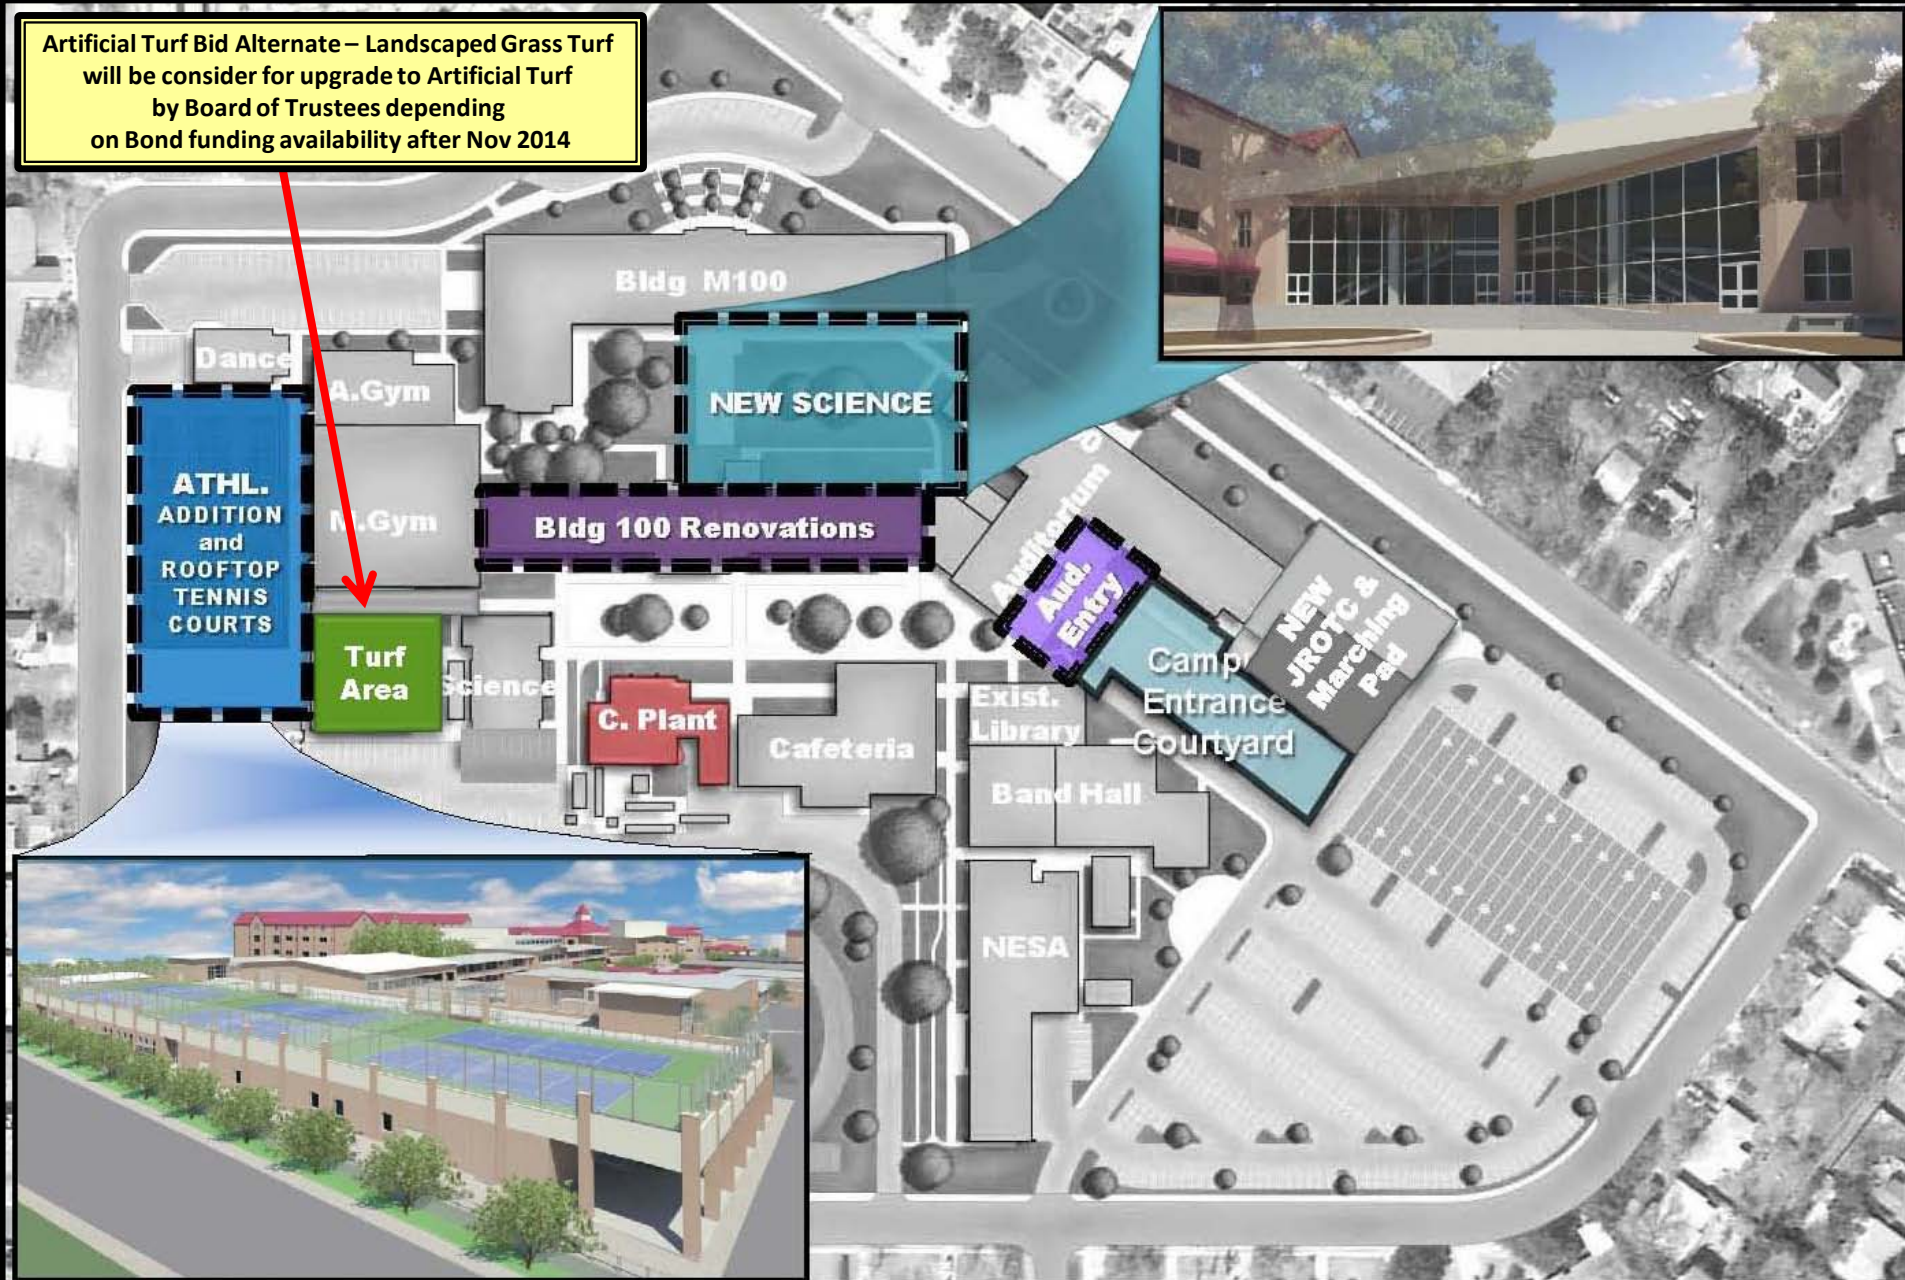 Artificial Turf Bid Alternate – Landscaped Grass Turf
will be consider for upgrade to Artificial Turf
by Board of Trustees depending
on Bond funding availability after Nov 2014
Bldg M100
Dance
A.Gym
NEW SCIENCE
ATHL.
ADDITION
and
ROOFTOP
TENNIS
COURTS
M.Gym
Bldg 100 Renovations
Auditorium
Aud.
Entry
NEW
JROTC &
Marching
Pad
Turf
Area
Science
C. Plant
Cafeteria
Exist.
Library
Camp
Entrance
Courtyard
Band Hall
NESA